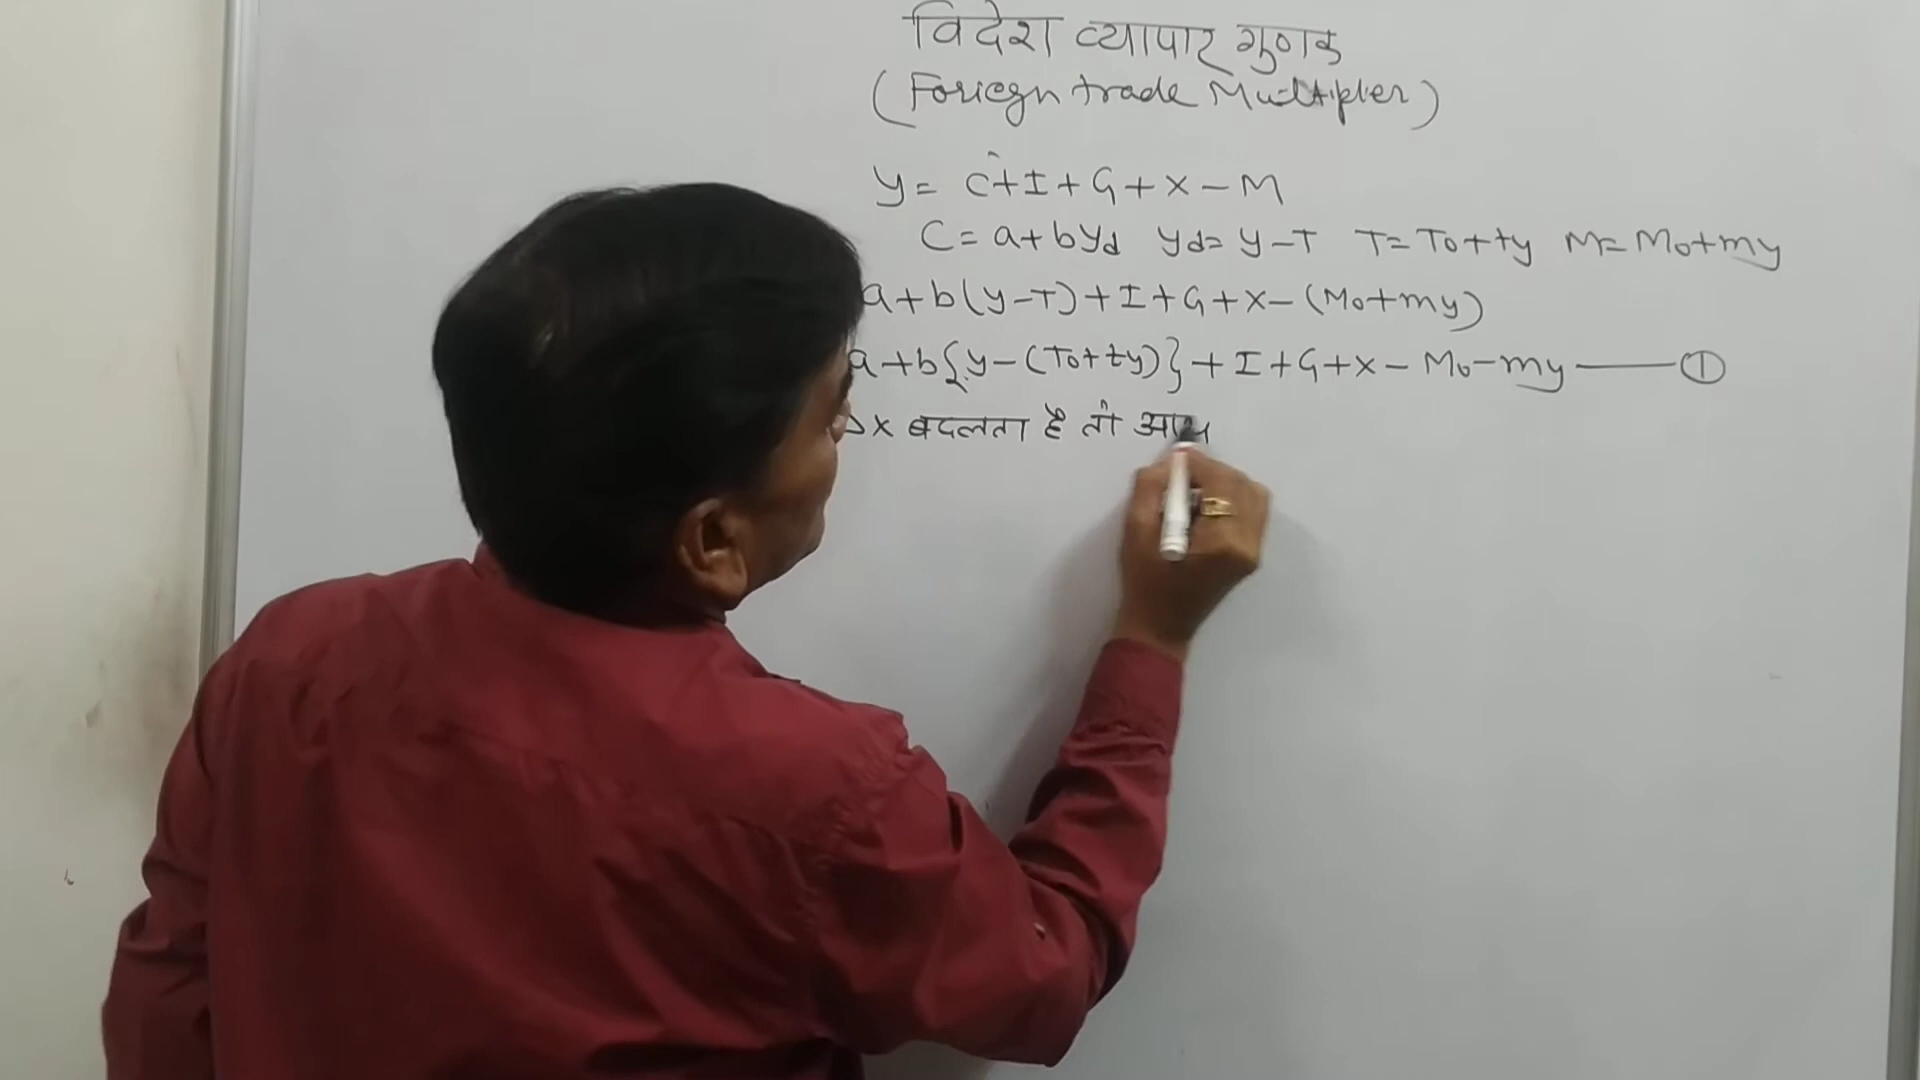 विदेश व्यापार गुणक
(Foriegn trade Multiplier)
y = C+I+G+X-M
C = a+byd yd= y-T T= To+ty M= Mo+my
a+b(y-T)+I+G+X-(Mo+my)
a+b{y-(To+ty)}+I+G+X-Mo-my ——— ①
ΔX बदलता है तो आय